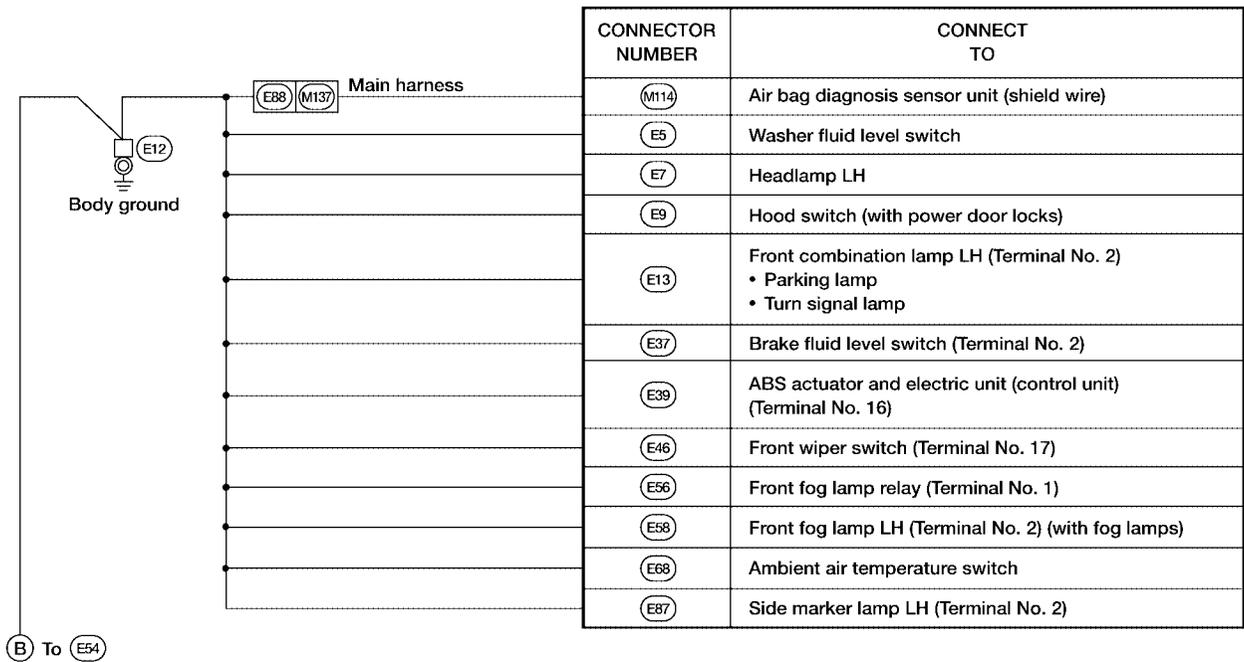 CONNECTOR NUMBER
CONNECT TO
E88 M137 Main harness
M114 Air bag diagnosis sensor unit (shield wire)
E5 Washer fluid level switch
E12
Body ground
E7 Headlamp LH
E9 Hood switch (with power door locks)
E13 Front combination lamp LH (Terminal No. 2)
• Parking lamp
• Turn signal lamp
E37 Brake fluid level switch (Terminal No. 2)
E39 ABS actuator and electric unit (control unit)
(Terminal No. 16)
E46 Front wiper switch (Terminal No. 17)
E56 Front fog lamp relay (Terminal No. 1)
E58 Front fog lamp LH (Terminal No. 2) (with fog lamps)
E68 Ambient air temperature switch
E87 Side marker lamp LH (Terminal No. 2)
B To E54